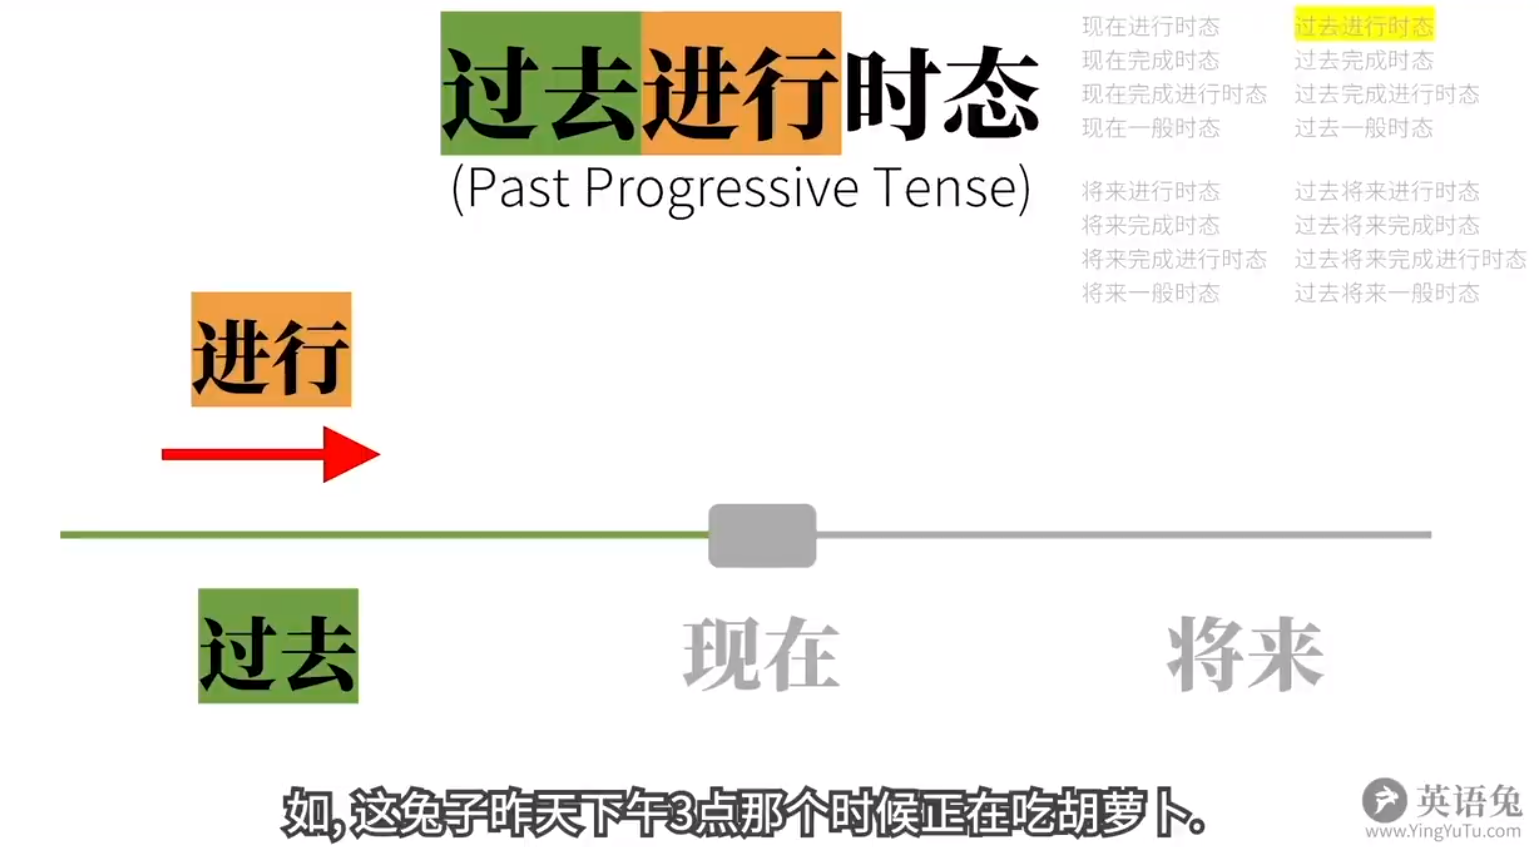 过去进行时态
(Past Progressive Tense)
现在进行时态
现在完成时态
现在完成进行时态
现在一般时态
过去进行时态
过去完成时态
过去完成进行时态
过去一般时态
将来进行时态
将来完成时态
将来完成进行时态
将来一般时态
过去将来进行时态
过去将来完成时态
过去将来完成进行时态
过去将来一般时态
进行
过去
现在
将来
如, 这兔子昨天下午3点那个时候正在吃胡萝卜.
英语兔
www.YingYuTu.com